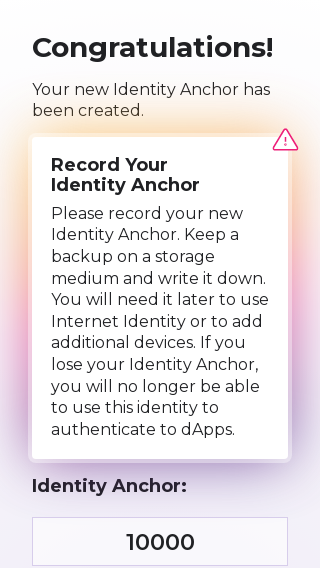 Congratulations!
Your new Identity Anchor has
been created.
Record Your
Identity Anchor
Please record your new
Identity Anchor. Keep a
backup on a storage
medium and write it down.
You will need it later to use
Internet Identity or to add
additional devices. If you
lose your Identity Anchor,
you will no longer be able
to use this identity to
authenticate to dApps.
Identity Anchor:
10000